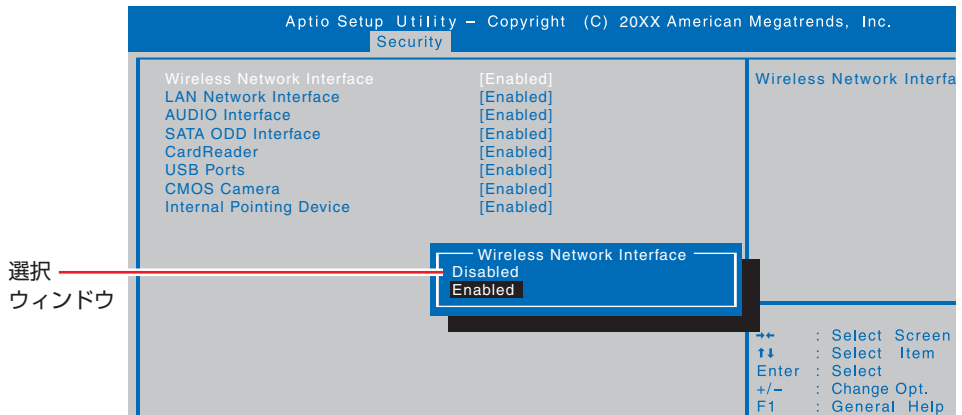 Aptio Setup Utility – Copyright (C) 20XX American Megatrends, Inc.
Security
Wireless Network Interface [Enabled]
LAN Network Interface [Enabled]
AUDIO Interface [Enabled]
SATA ODD Interface [Enabled]
CardReader [Enabled]
USB Ports [Enabled]
CMOS Camera [Enabled]
Internal Pointing Device [Enabled]
Wireless Network Interfa
選択
ウィンドウ
Wireless Network Interface
Disabled
Enabled
→← : Select Screen
↑↓ : Select Item
Enter : Select
+/− : Change Opt.
F1 : General Help